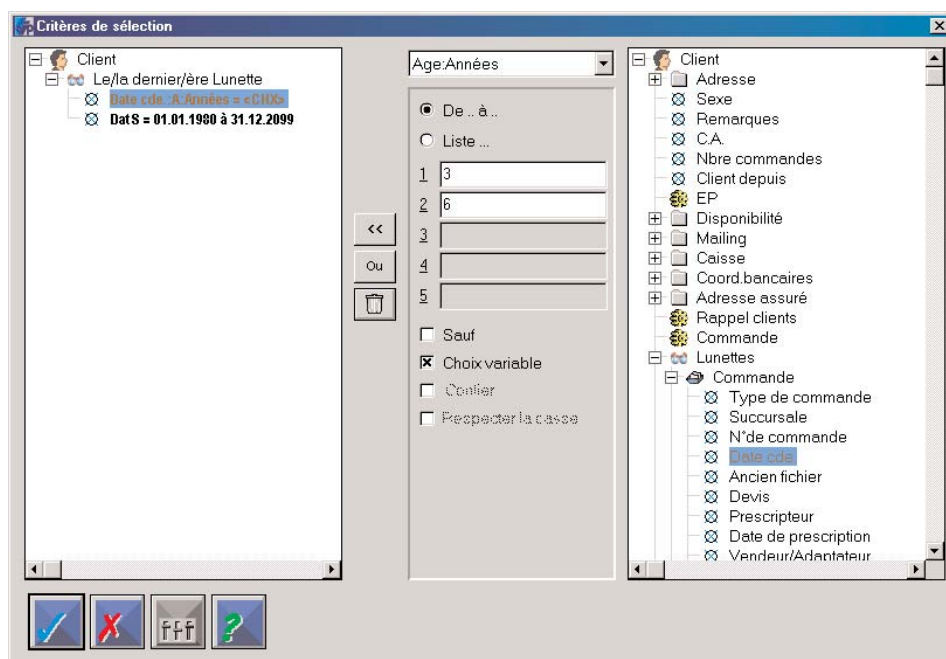 Critères de sélection
Client
Le/la dernier/ère Lunette
Date cde.:A:Années = <CHX>
DatS = 01.01.1980 à 31.12.2099
<<
Ou
Age:Années
De .. à ..
Liste ...
1 3
2 6
3
4
5
Sauf
Choix variable
Respecter la casse
Client
Adresse
Sexe
Remarques
C.A.
Nbre commandes
Client depuis
EP
Disponibilité
Mailing
Caisse
Coord.bancaires
Adresse assuré
Rappel clients
Commande
Lunettes
Commande
Type de commande
Succursale
N°de commande
Date cde
Ancien fichier
Devis
Prescripteur
Date de prescription
Vendeur/Adaptateur